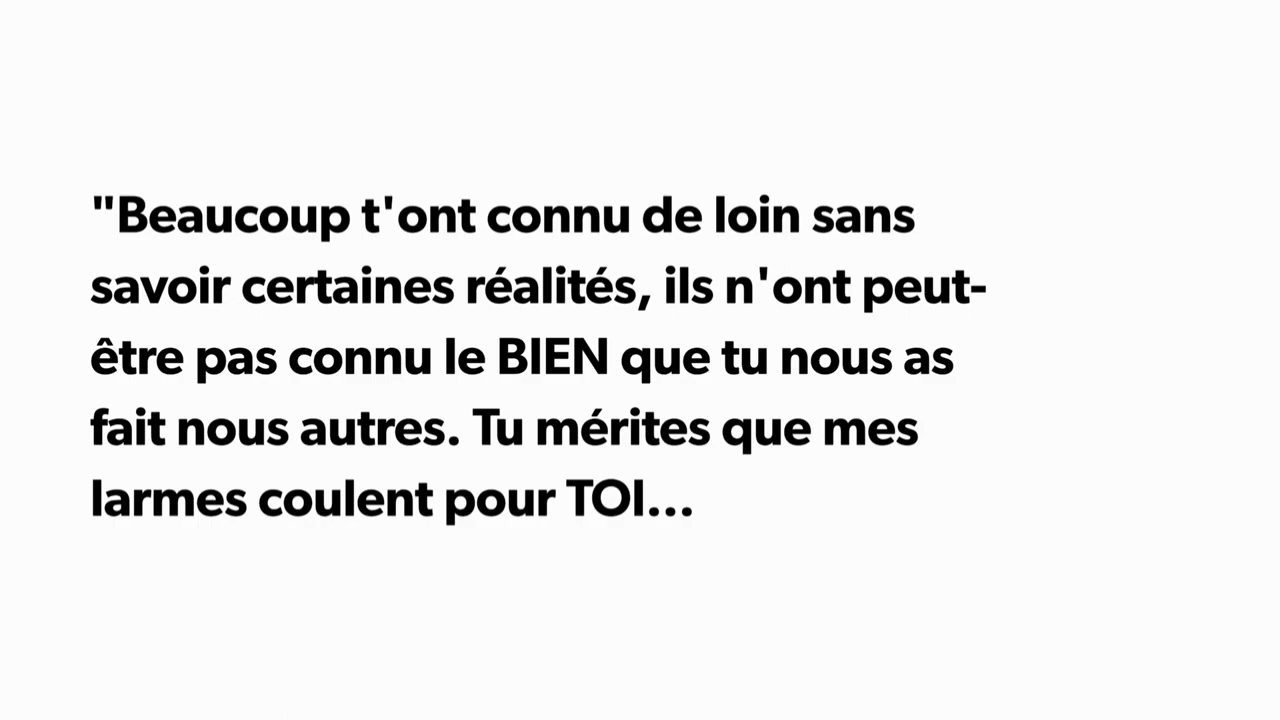 "Beaucoup t'ont connu de loin sans
savoir certaines réalités, ils n'ont peut-
être pas connu le BIEN que tu nous as
fait nous autres. Tu mérites que mes
larmes coulent pour TOI...